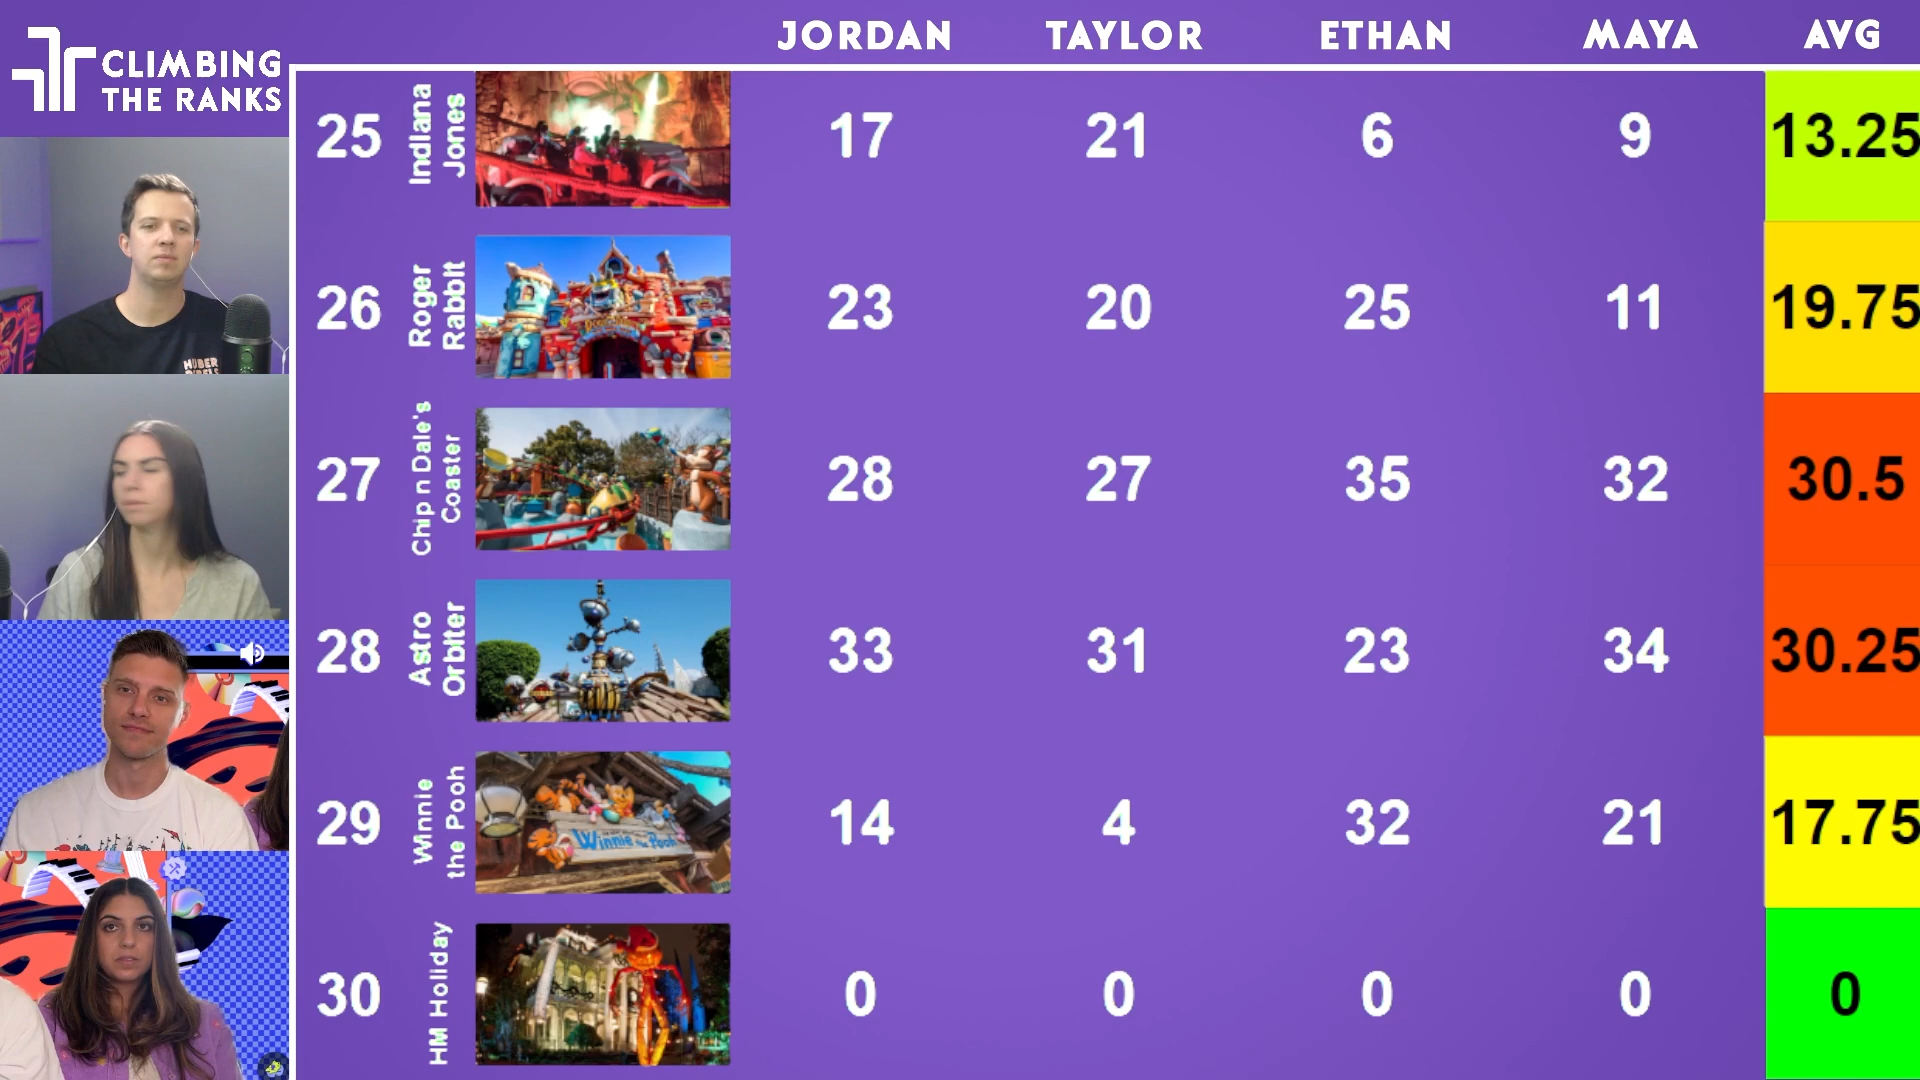 CLIMBING
THE RANKS
JORDAN TAYLOR ETHAN MAYA AVG
25 Indiana Jones 17 21 6 9 13.25
26 Roger Rabbit 23 20 25 11 19.75
27 Chip n Dale's Coaster 28 27 35 32 30.5
28 Astro Orbiter 33 31 23 34 30.25
29 Winnie the Pooh 14 4 32 21 17.75
Winnie the Pooh
30 HM Holiday 0 0 0 0 0